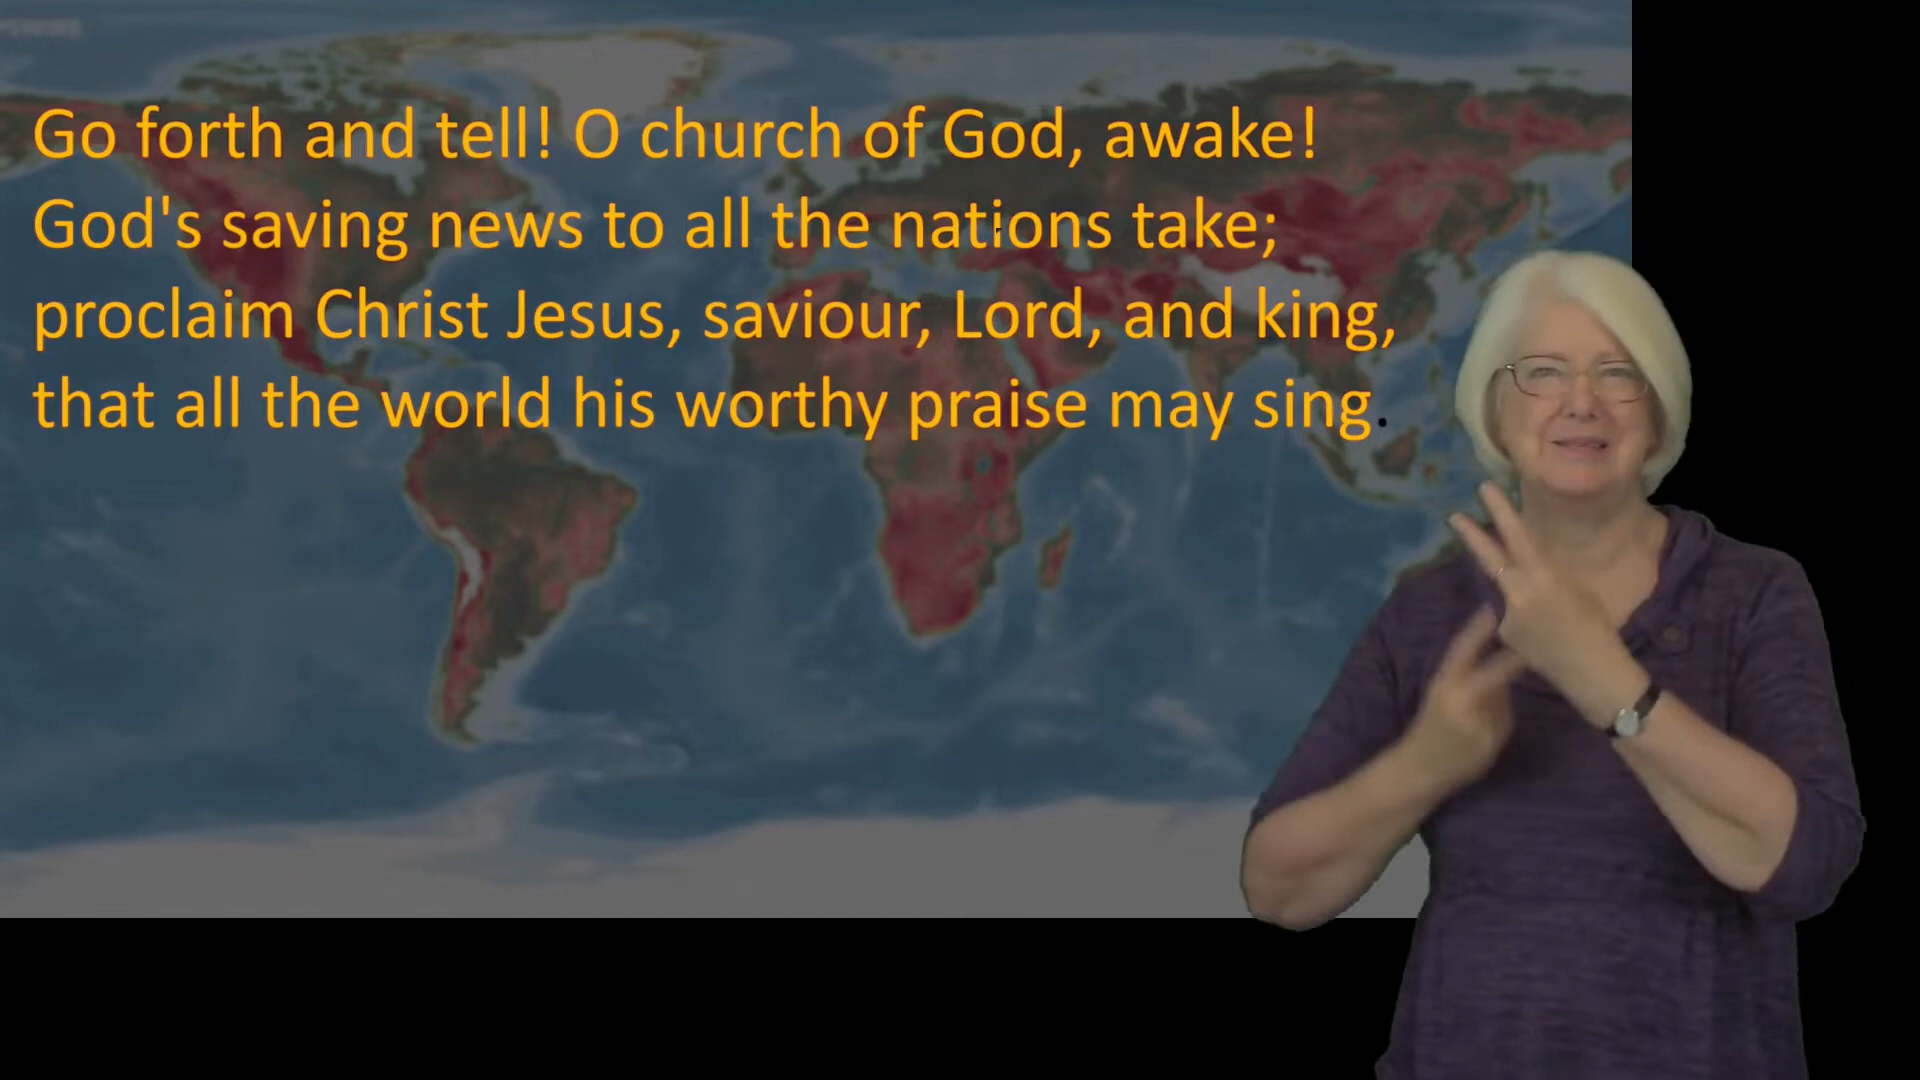 Go forth and tell! O church of God, awake!
God's saving news to all the nations take;
proclaim Christ Jesus, saviour, Lord, and king,
that all the world his worthy praise may sing.